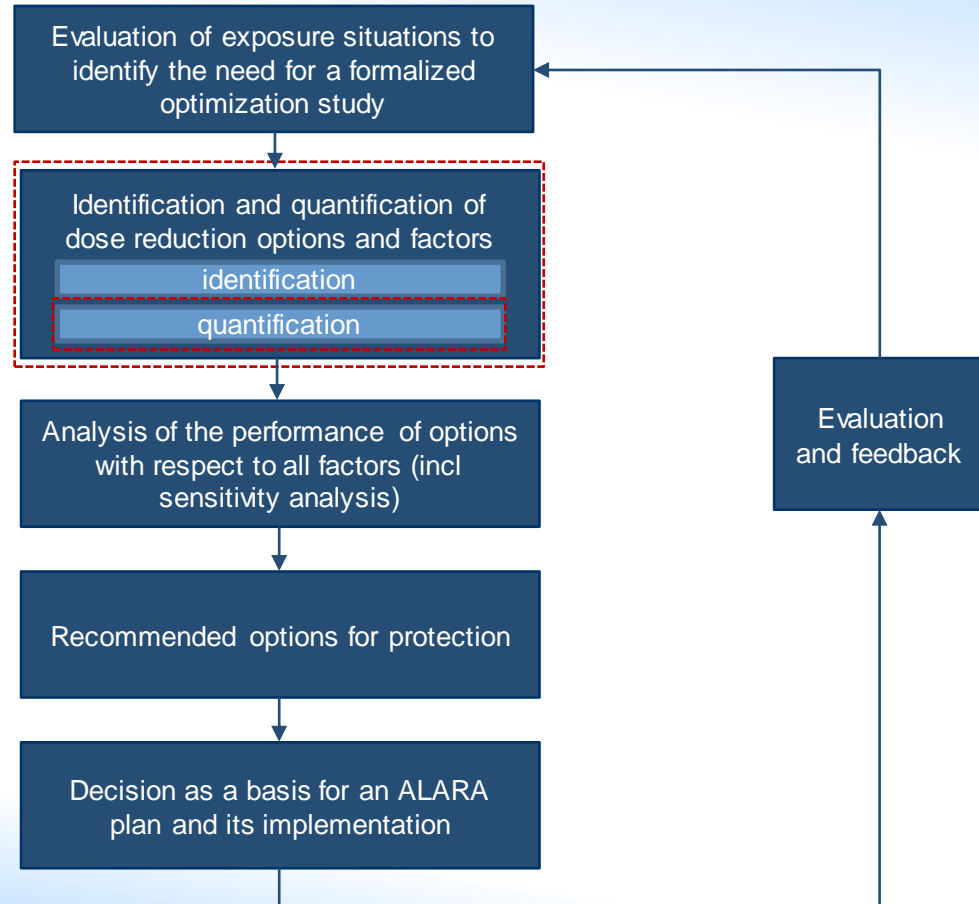 Evaluation of exposure situations to
identify the need for a formalized
optimization study
Identification and quantification of
dose reduction options and factors
identification
quantification
Analysis of the performance of options
with respect to all factors (incl
sensitivity analysis)
Evaluation
and feedback
Recommended options for protection
Decision as a basis for an ALARA
plan and its implementation